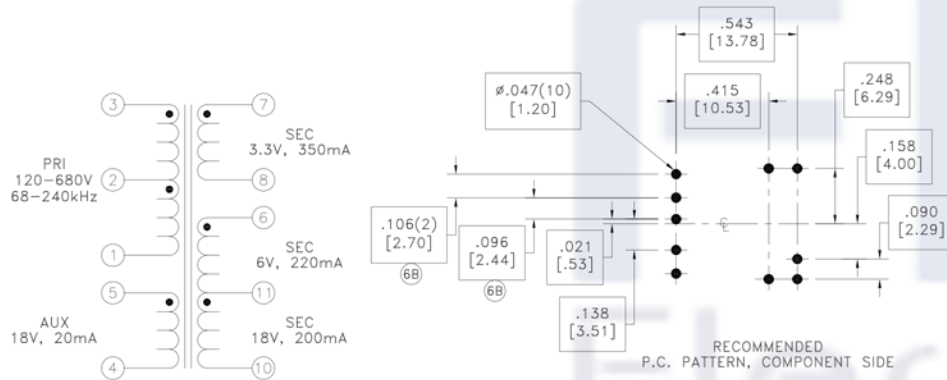 3
7
PRI
120-680V
68-240kHz
2
1
SEC
3.3V, 350mA
8
6
SEC
6V, 220mA
5
11
AUX
18V, 20mA
SEC
18V, 200mA
4
10
.543
[13.78]
.415
[10.53]
.248
[6.29]
ø.047(10)
[1.20]
.158
[4.00]
.090
[2.29]
.106(2)
[2.70]
6B
.096
[2.44]
6B
.021
[.53]
℄
.138
[3.51]
RECOMMENDED
P.C. PATTERN, COMPONENT SIDE